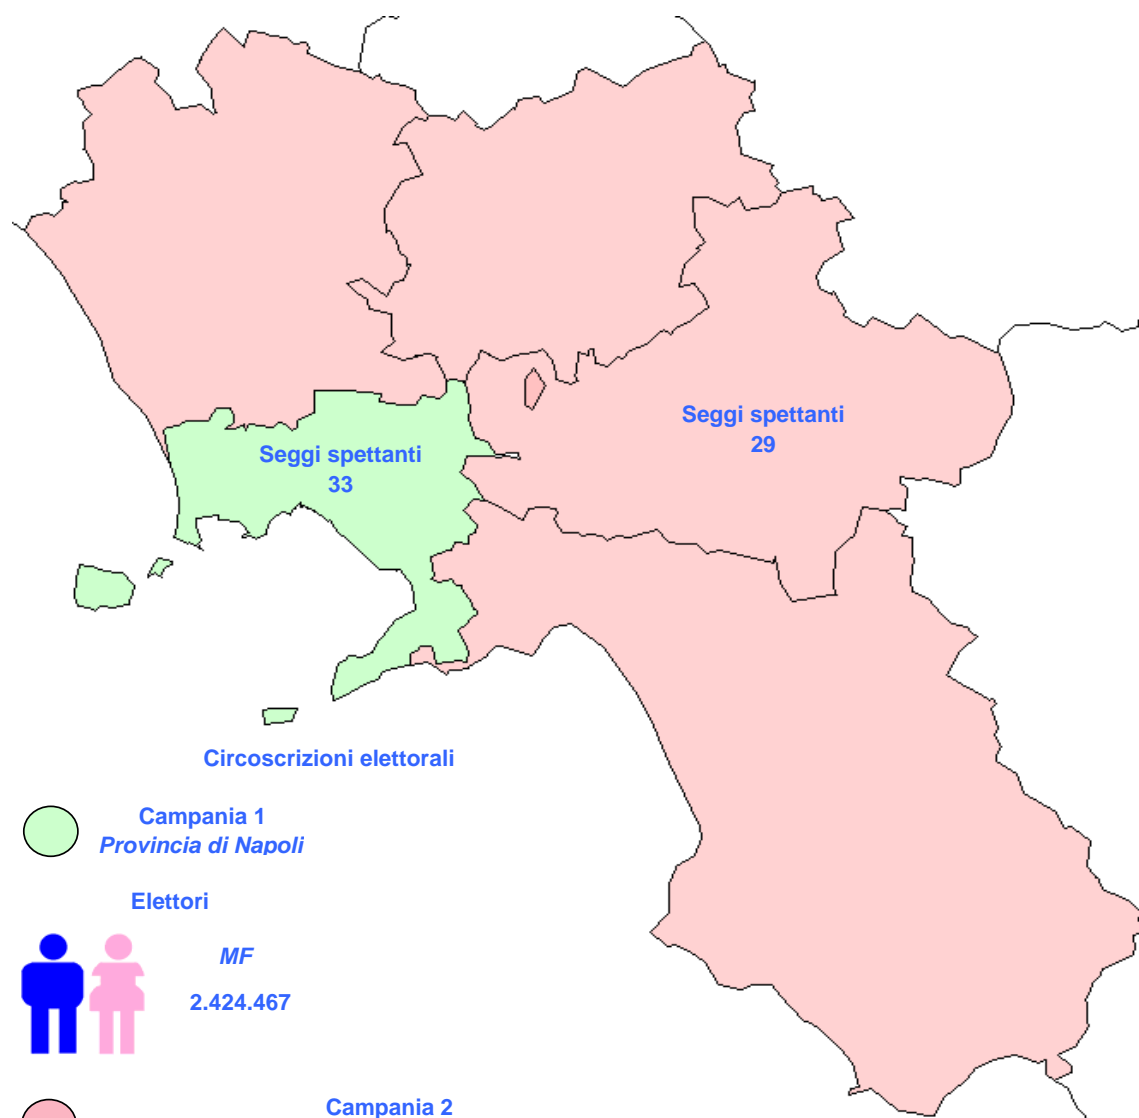 Seggi spettanti
29
Seggi spettanti
33
Circoscrizioni elettorali
Campania 1
Provincia di Napoli
Elettori
MF
2.424.467
Campania 2